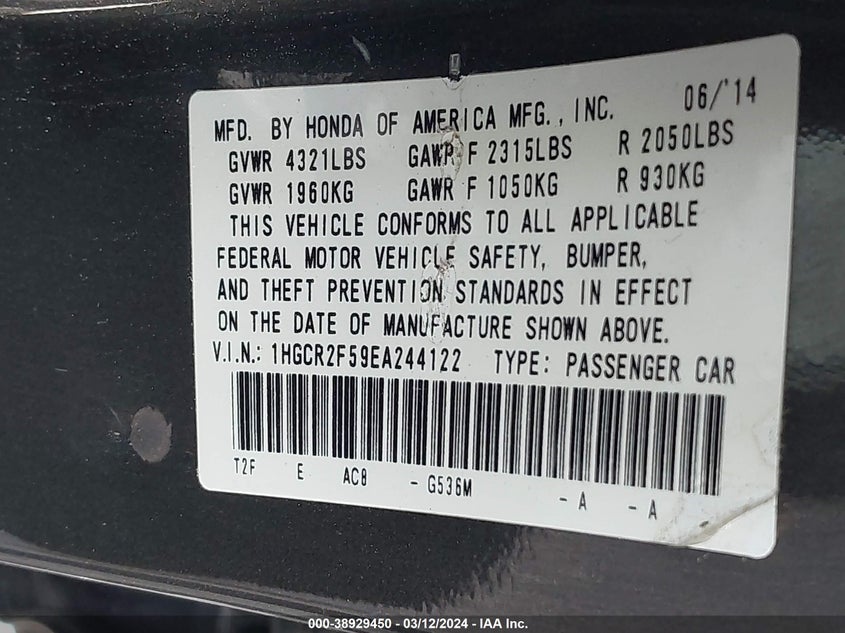 06/'14
MFD. BY HONDA OF AMERICA MFG., INC.
GVWR 4321LBS GAWR F 2315LBS R 2050LBS
GVWR 1960KG GAWR F 1050KG R 930KG
THIS VEHICLE CONFORMS TO ALL APPLICABLE
FEDERAL MOTOR VEHICLE SAFETY, BUMPER,
AND THEFT PREVENTION STANDARDS IN EFFECT
ON THE DATE OF MANUFACTURE SHOWN ABOVE.
V.I.N.: 1HGCR2F59EA244122 TYPE: PASSENGER CAR
T2F E AC8 - G536M - A - A
000-38929450 - 03/12/2024 - IAA Inc.